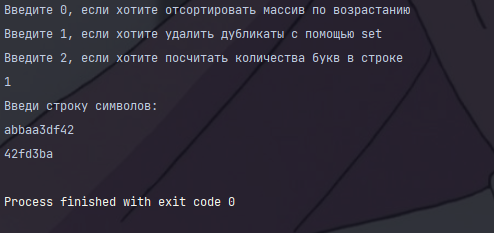 Введите 0, если хотите отсортировать массив по возрастанию
Введите 1, если хотите удалить дубликаты с помощью set
Введите 2, если хотите посчитать количества букв в строке
1
Введи строку символов:
abbaa3df42
42fd3ba
Process finished with exit code 0